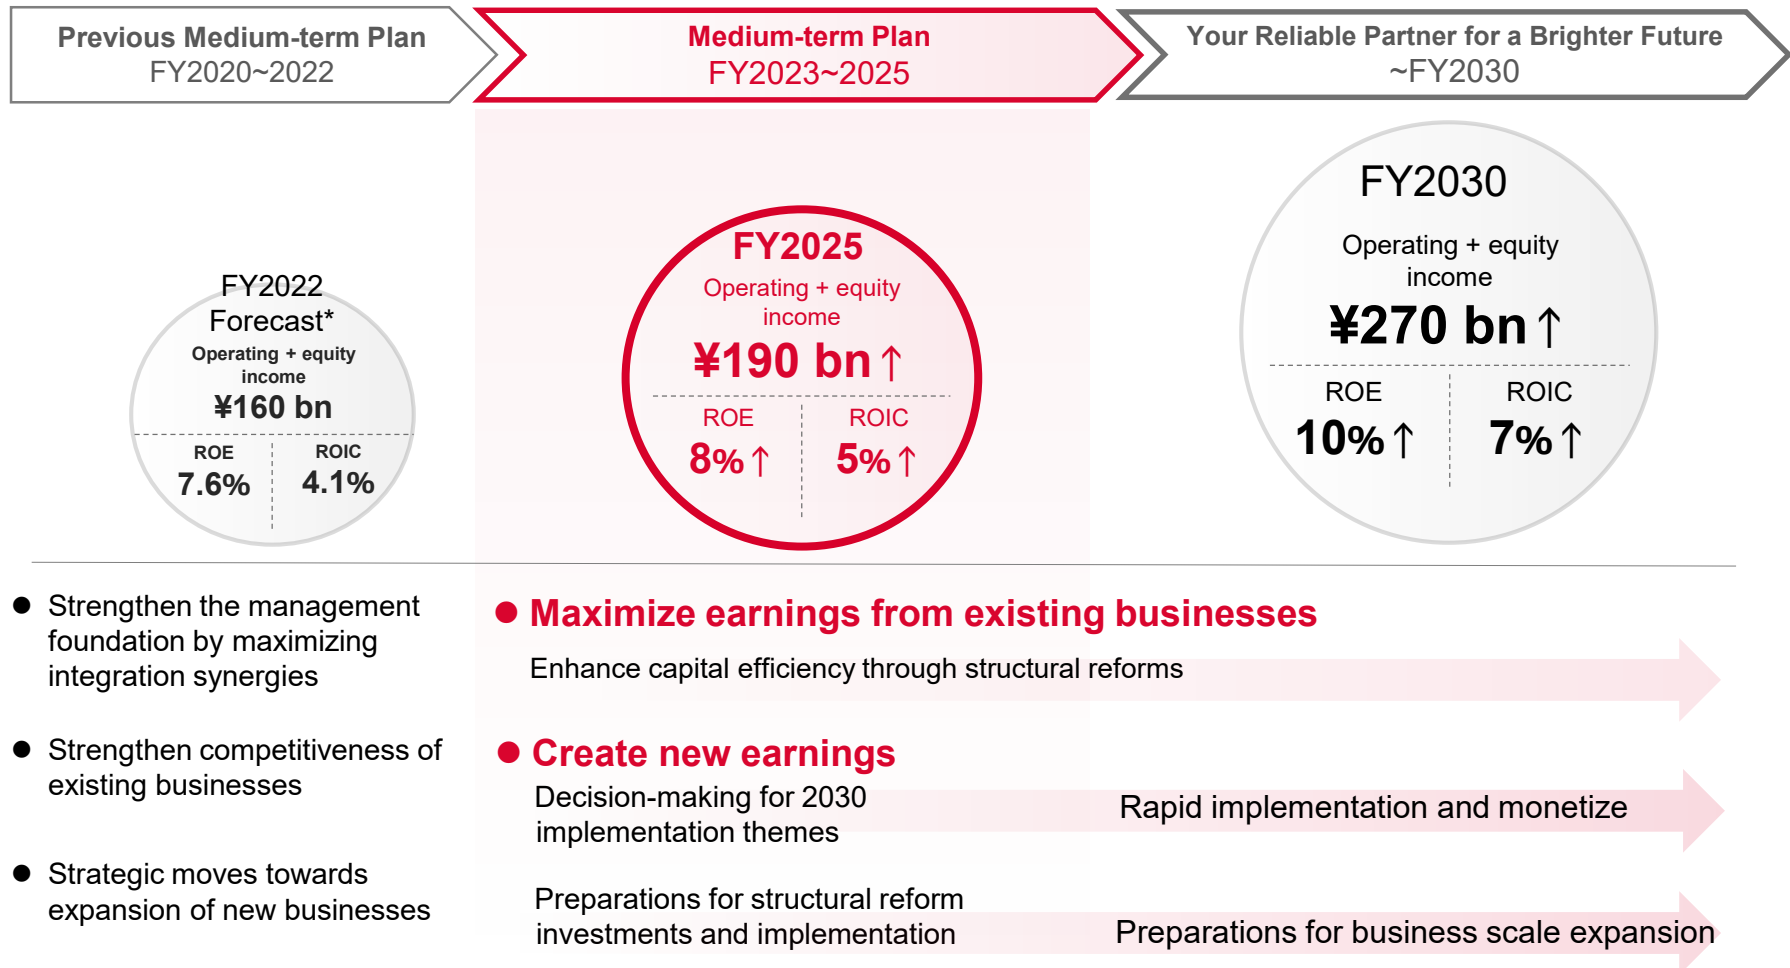 Previous Medium-term Plan
FY2020~2022
Medium-term Plan
FY2023~2025
Your Reliable Partner for a Brighter Future
~FY2030
FY2022
Forecast*
Operating + equity
income
¥160 bn
ROE
7.6%
ROIC
4.1%
FY2025
Operating + equity
income
¥190 bn↑
ROE
8%↑
ROIC
5%↑
FY2030
Operating + equity
income
¥270 bn↑
ROE
10%↑
ROIC
7%↑
● Strengthen the management
foundation by maximizing
integration synergies
● Strengthen competitiveness of
existing businesses
● Strategic moves towards
expansion of new businesses
● Maximize earnings from existing businesses
Enhance capital efficiency through structural reforms
● Create new earnings
Decision-making for 2030
implementation themes
Rapid implementation and monetize
Preparations for structural reform
investments and implementation
Preparations for business scale expansion